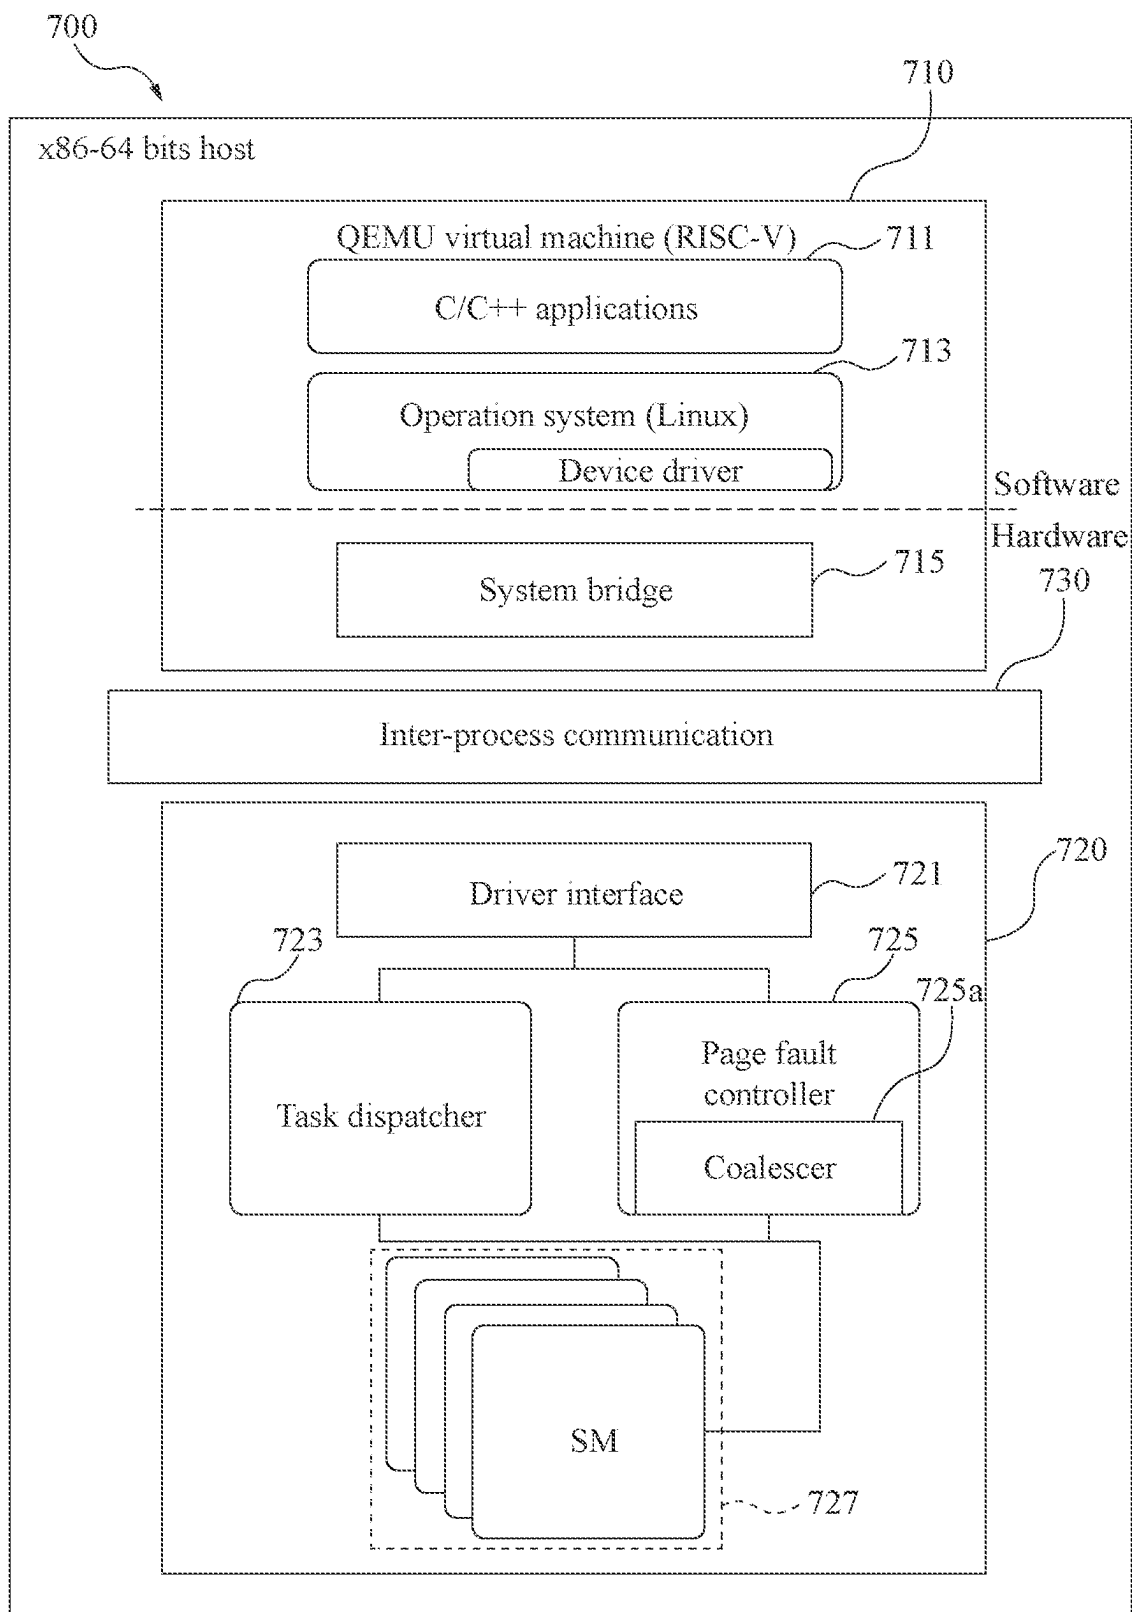 700
710
x86-64 bits host
QEMU virtual machine (RISC-V)
711
C/C++ applications
713
Operation system (Linux)
Device driver
Software
Hardware
715
System bridge
730
Inter-process communication
720
721
Driver interface
723
725
725a
Page fault
controller
Task dispatcher
Coalescer
SM
727